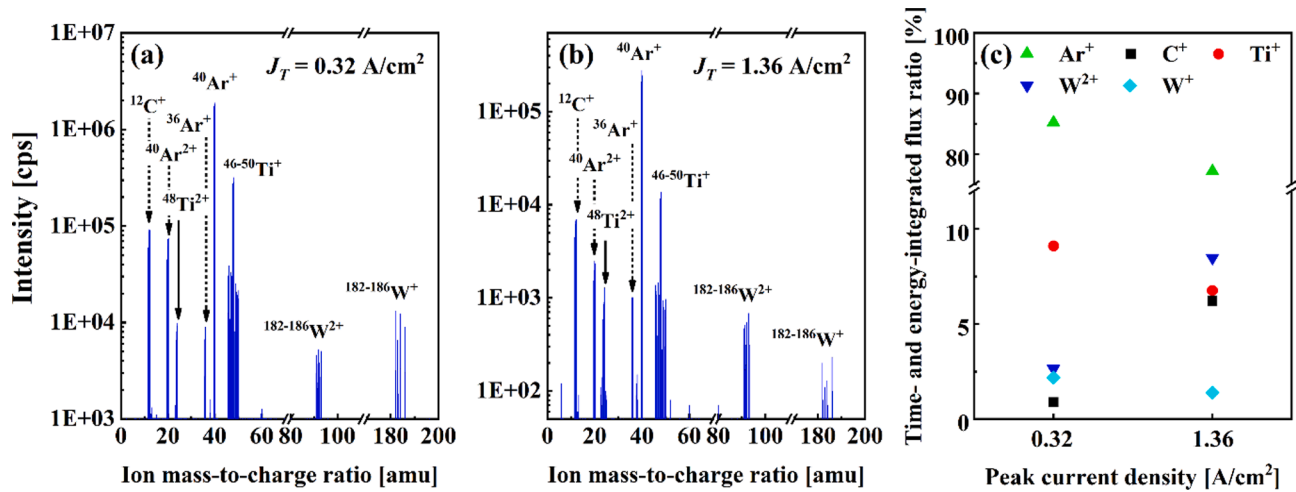 (a)
J_T = 0.32 A/cm²
1E+07
1E+06
1E+05
1E+04
1E+03
Intensity [cps]
⁴⁰Ar⁺
¹²C⁺
³⁶Ar⁺
⁴⁰Ar²⁺
⁴⁶⁻⁵⁰Ti⁺
⁴⁸Ti²⁺
¹⁸²⁻¹⁸⁶W⁺
¹⁸²⁻¹⁸⁶W²⁺
0 20 40 60 80 100 180 200
Ion mass-to-charge ratio [amu]
(b)
⁴⁰Ar⁺
J_T = 1.36 A/cm²
1E+05
1E+04
1E+03
1E+02
¹²C⁺
³⁶Ar⁺
⁴⁰Ar²⁺
⁴⁶⁻⁵⁰Ti⁺
⁴⁸Ti²⁺
¹⁸²⁻¹⁸⁶W²⁺
¹⁸²⁻¹⁸⁶W⁺
0 20 40 60 80 100 180 200
Ion mass-to-charge ratio [amu]
(c)
Ar⁺ C⁺ Ti⁺
W²⁺ W⁺
Time- and energy-integrated flux ratio [%]
100
90
80
10
5
0
0.32 1.36
Peak current density [A/cm²]